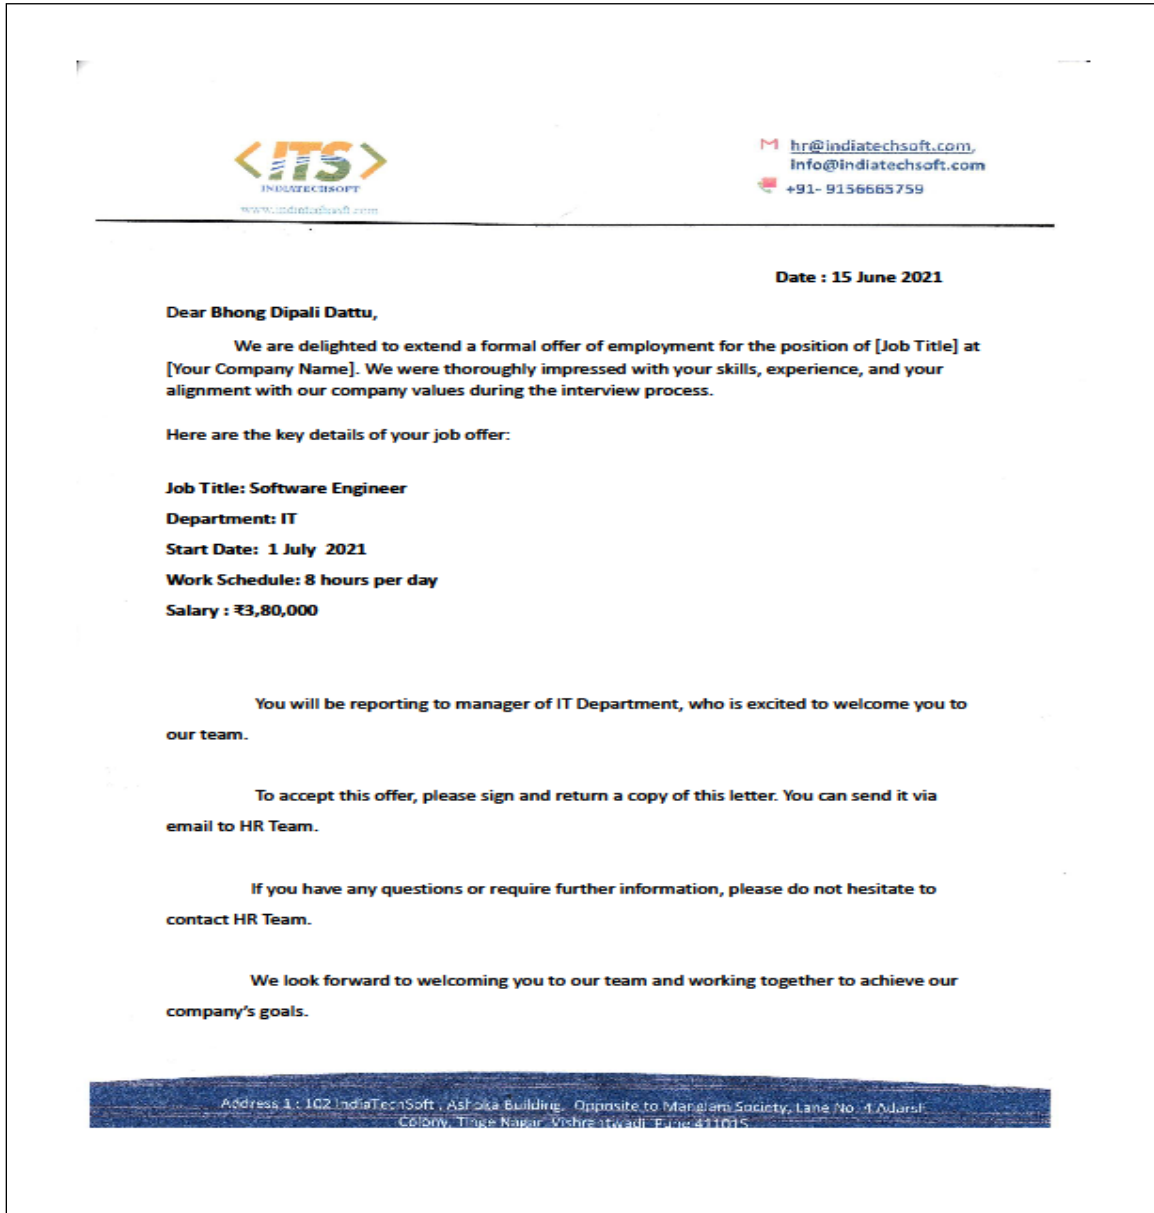 <ITS>
INDIATECHSOFT
www.indiatechsoft.com
hr@indiatechsoft.com,
info@indiatechsoft.com
+91- 9156665759
Date : 15 June 2021
Dear Bhong Dipali Dattu,
We are delighted to extend a formal offer of employment for the position of [Job Title] at
[Your Company Name]. We were thoroughly impressed with your skills, experience, and your
alignment with our company values during the interview process.
Here are the key details of your job offer:
Job Title: Software Engineer
Department: IT
Start Date: 1 July 2021
Work Schedule: 8 hours per day
Salary : ₹3,80,000
You will be reporting to manager of IT Department, who is excited to welcome you to
our team.
To accept this offer, please sign and return a copy of this letter. You can send it via
email to HR Team.
If you have any questions or require further information, please do not hesitate to
contact HR Team.
We look forward to welcoming you to our team and working together to achieve our
company’s goals.
Address 1 : 102 IndiaTechSoft , Ashoka Building, Opposite to Manglam Society, Lane No. 4 Adarsh
Colony, Nagar, Vishrantwadi, Pune 411015